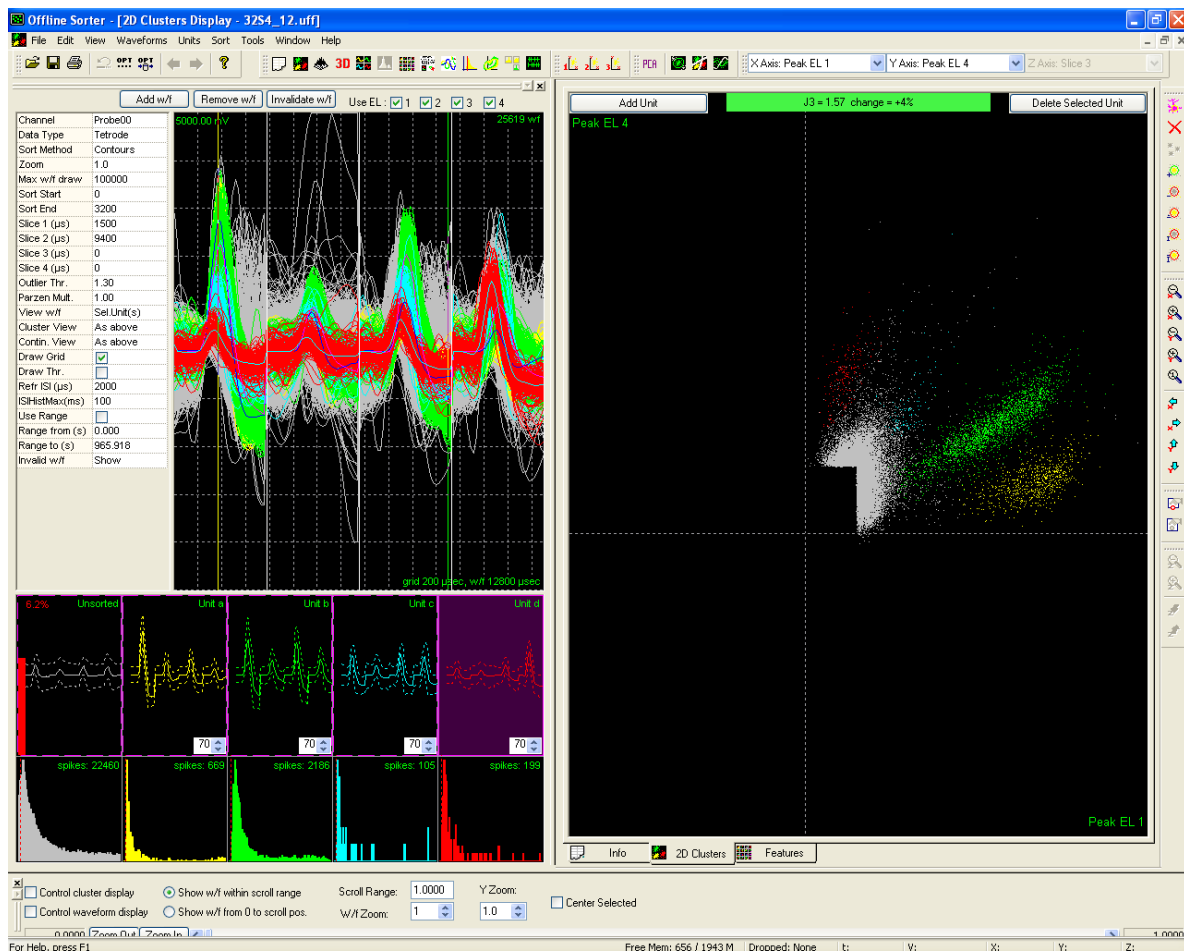 Offline Sorter - [2D Clusters Display - 32S4_12.uff]
File Edit View Waveforms Units Sort Tools Window Help
OPT OPT 3D PCA X Axis: Peak EL 1 Y Axis: Peak EL 4 Z Axis: Slice 3
Add w/f Remove w/f Invalidate w/f Use EL : 1 2 3 4
Add Unit J3 = 1.57 change = +4% Delete Selected Unit
Channel Probe00
Data Type Tetrode
Sort Method Contours
Zoom 1.0
Max w/f draw 100000
Sort Start 0
Sort End 3200
Slice 1 (µs) 1500
Slice 2 (µs) 9400
Slice 3 (µs) 0
Slice 4 (µs) 0
Outlier Thr. 1.30
Parzen Mult. 1.00
View w/f Sel.Unit(s)
Cluster View As above
Contin. View As above
Draw Grid
Draw Thr.
Refr ISI (µs) 2000
ISIHistMax(ms) 100
Use Range
Range from (s) 0.000
Range to (s) 965.918
Invalid w/f Show
5000.00 mV 25619 wf
grid 200 µsec, w/f 12800 µsec
Peak EL 4
Peak EL 1
6.2% Unsorted Unit a Unit b Unit c Unit d
70 70 70 70
spikes: 22460 spikes: 669 spikes: 2186 spikes: 105 spikes: 199
Info 2D Clusters Features
Control cluster display Show w/f within scroll range Scroll Range: 1.0000 Y Zoom:
Control waveform display Show w/f from 0 to scroll pos. W/f Zoom: 1 1.0 Center Selected
0.0000 Zoom Out Zoom In 1.0000
For Help, press F1 Free Mem: 656 / 1943 M Dropped: None t: V: X: Y: Z: